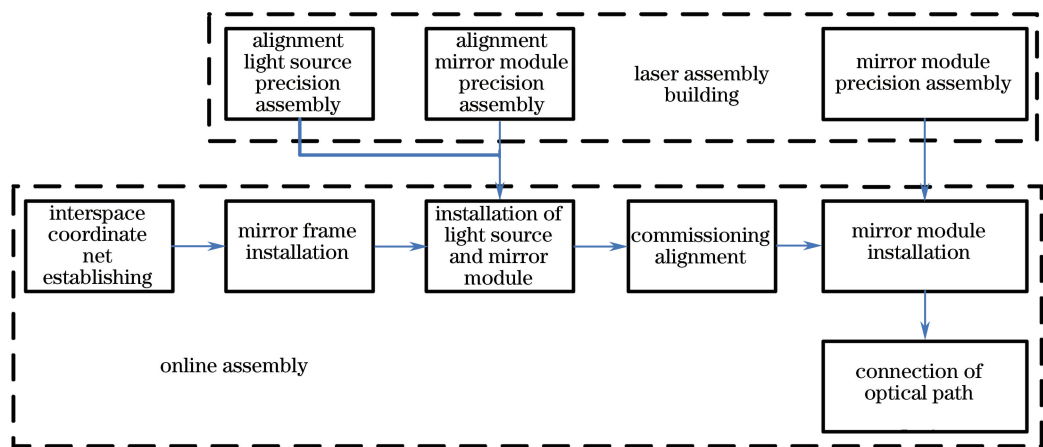 alignment
light source
precision
assembly
alignment
mirror module
precision
assembly
laser assembly
building
mirror module
precision assembly
interspace
coordinate
net
establishing
mirror frame
installation
installation of
light source
and mirror
module
commissioning
alignment
mirror module
installation
online assembly
connection of
optical path